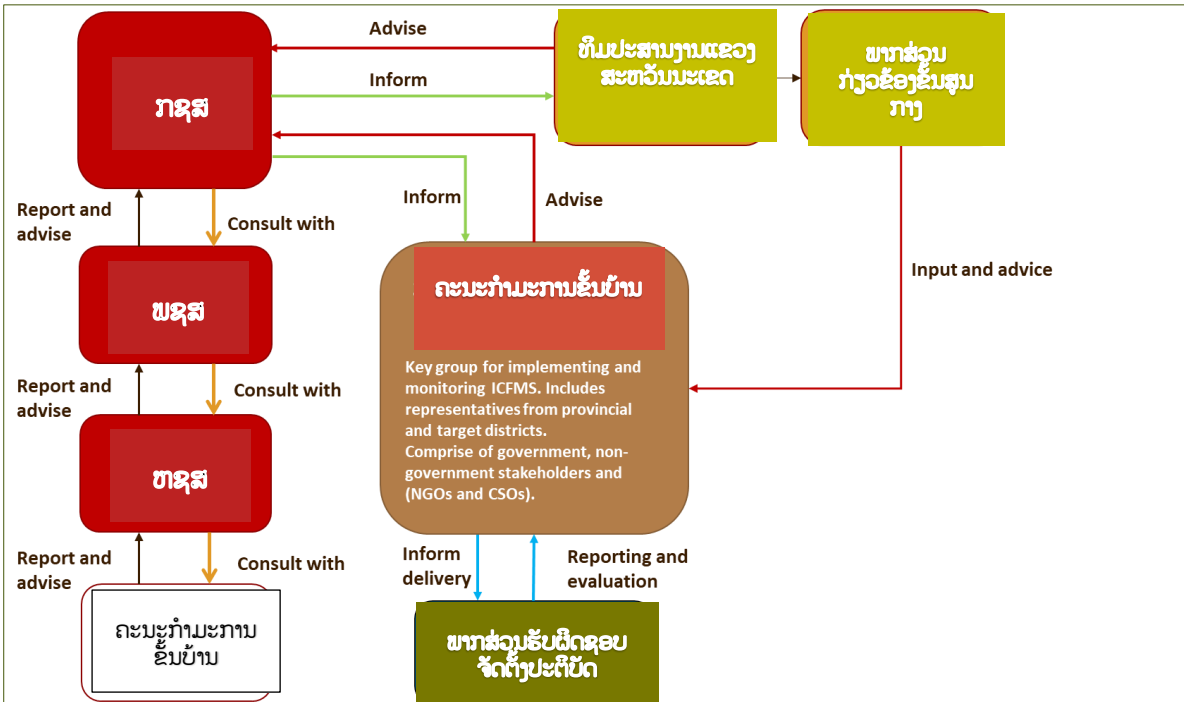 Advise
ທິມປະສານງານແຂວງ
ສະຫວັນນະເຂດ
ພາກສ່ວນ
ກ່ຽວຂ້ອງຂັ້ນສູນ
ກາງ
Inform
ກຊສ
Report and
advise
Consult with
Inform
Advise
Input and advice
ພຊສ
ຄະນະກຳມະການຂັ້ນບ້ານ
Key group for implementing and
monitoring ICFMS. Includes
representatives from provincial
and target districts.
Comprise of government, non-
government stakeholders and
(NGOs and CSOs).
Report and
advise
Consult with
ຫຊສ
Report and
advise
Consult with
Inform
delivery
Reporting and
evaluation
ຄະນະກຳມະການ
ຂັ້ນບ້ານ
ພາກສ່ວນຮັບຜິດຊອບ
ຈັດຕັ້ງປະຕິບັດ